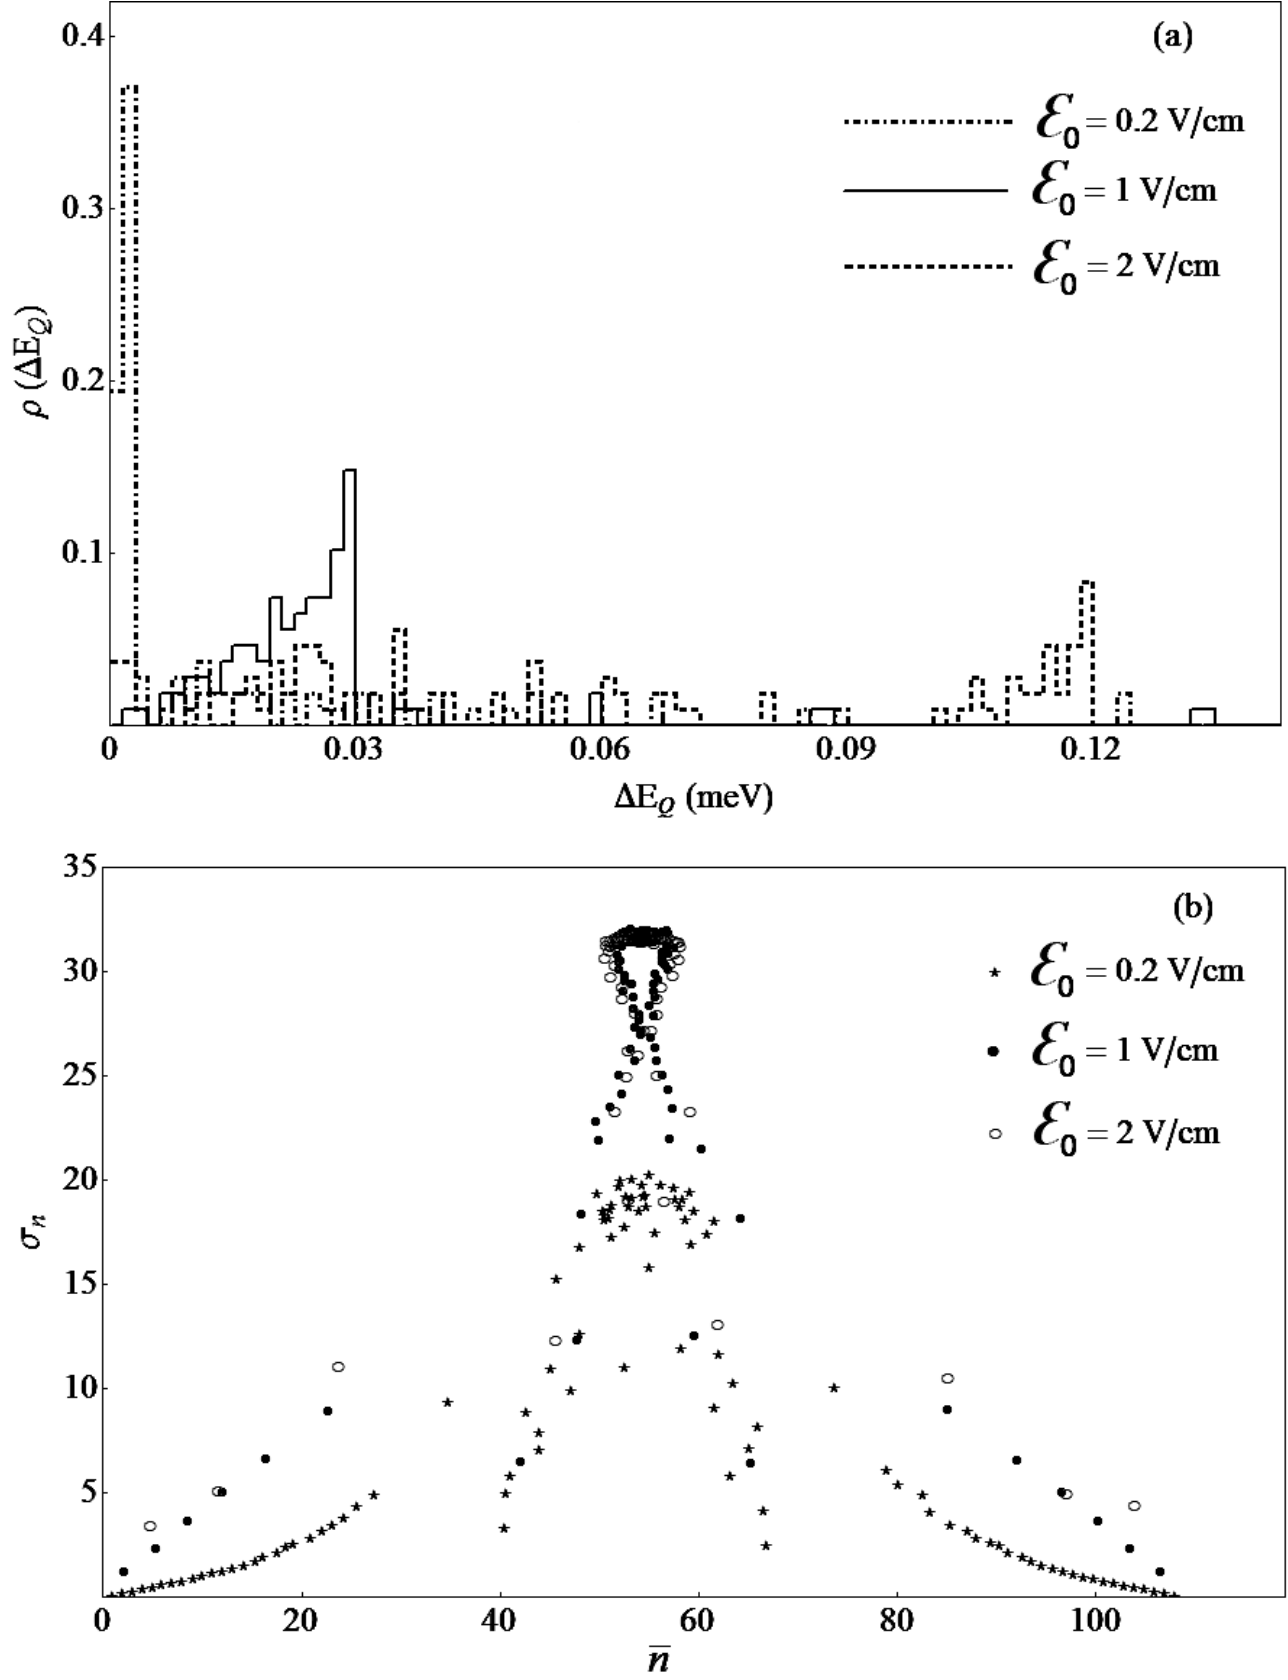 (a)
0.4
ℰ0 = 0.2 V/cm
0.3
ℰ0 = 1 V/cm
ℰ0 = 2 V/cm
ρ (ΔEQ)
0.2
0.1
0 0.03 0.06 0.09 0.12
ΔEQ (meV)
35
(b)
30
ℰ0 = 0.2 V/cm
ℰ0 = 1 V/cm
25
ℰ0 = 2 V/cm
20
σn
15
10
5
0 20 40 60 80 100
n̅